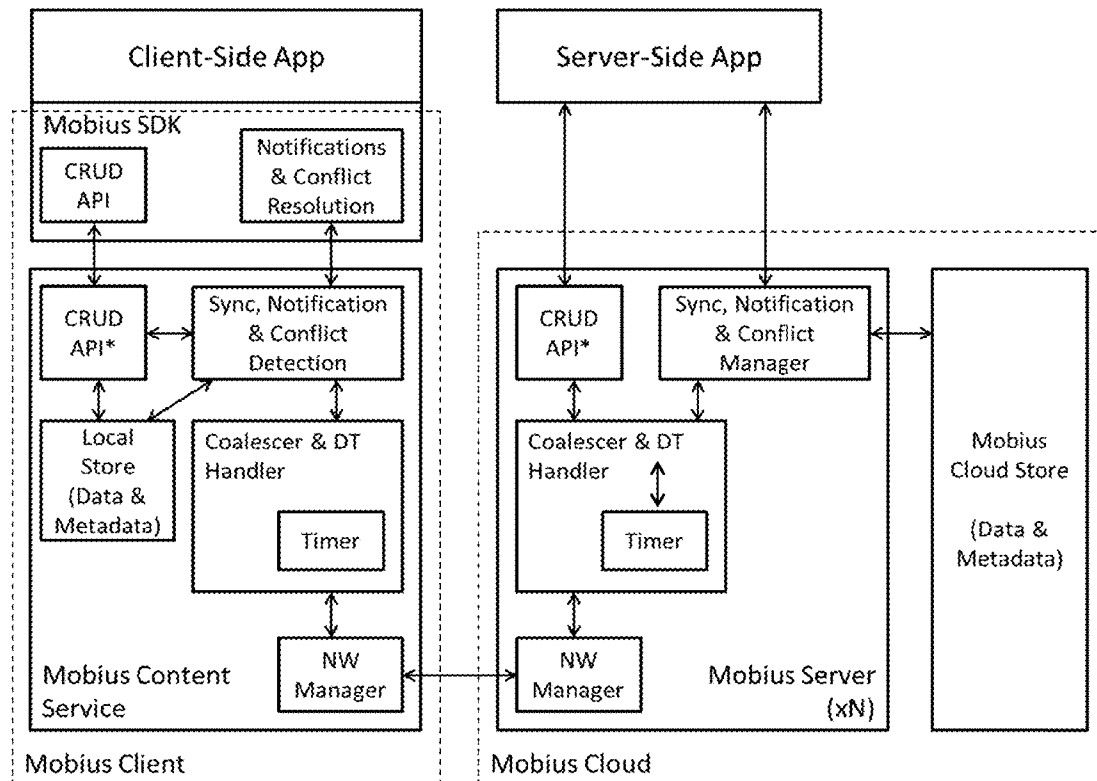 Client-Side App
Server-Side App
Mobius SDK
CRUD
API
Notifications
& Conflict
Resolution
CRUD
API*
Sync, Notification
& Conflict
Detection
Local
Store
(Data &
Metadata)
Coalescer & DT
Handler
Timer
NW
Manager
Mobius Content
Service
Mobius Client
CRUD
API*
Sync, Notification
& Conflict
Manager
Coalescer & DT
Handler
Timer
NW
Manager
Mobius Server
(xN)
Mobius
Cloud Store
(Data &
Metadata)
Mobius Cloud